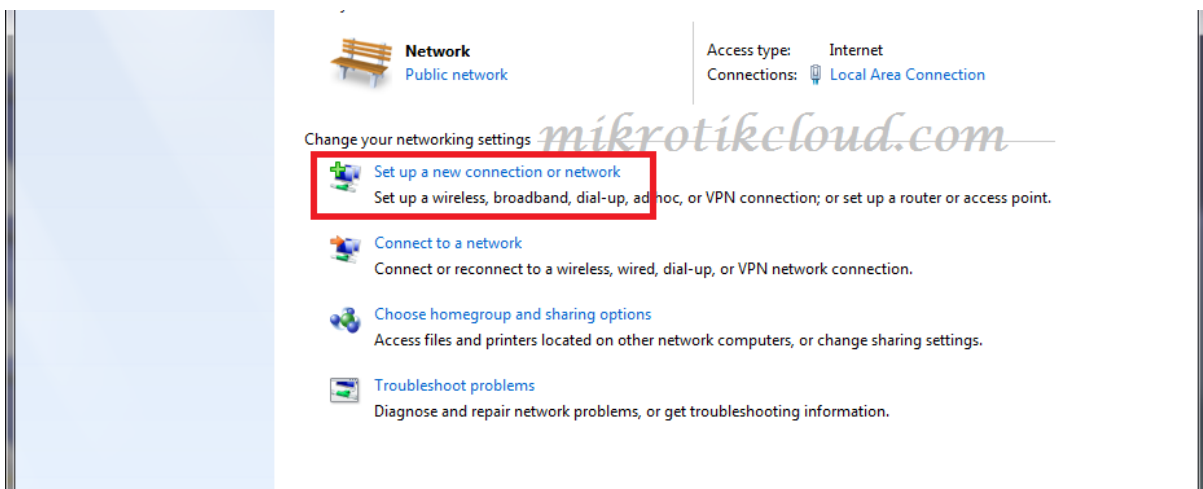 Network
Access type: Internet
Public network
Connections: Local Area Connection
mikrotikcloud.com
Change your networking settings
Set up a new connection or network
Set up a wireless, broadband, dial-up, ad hoc, or VPN connection; or set up a router or access point.
Connect to a network
Connect or reconnect to a wireless, wired, dial-up, or VPN network connection.
Choose homegroup and sharing options
Access files and printers located on other network computers, or change sharing settings.
Troubleshoot problems
Diagnose and repair network problems, or get troubleshooting information.